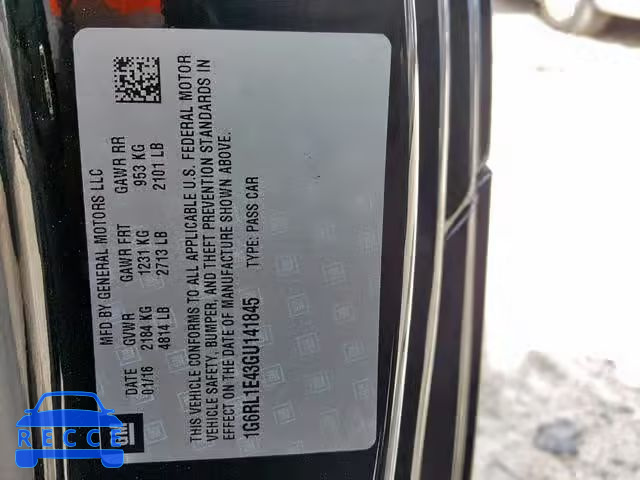 MFD BY GENERAL MOTORS LLC
DATE GVWR GAWR FRT GAWR RR
01/16 2184 KG 1231 KG 953 KG
4814 LB 2713 LB 2101 LB
THIS VEHICLE CONFORMS TO ALL APPLICABLE U.S. FEDERAL MOTOR
VEHICLE SAFETY, BUMPER, AND THEFT PREVENTION STANDARDS IN
EFFECT ON THE DATE OF MANUFACTURE SHOWN ABOVE.
1G6RL1E43GU141845 TYPE: PASS CAR
RECCE